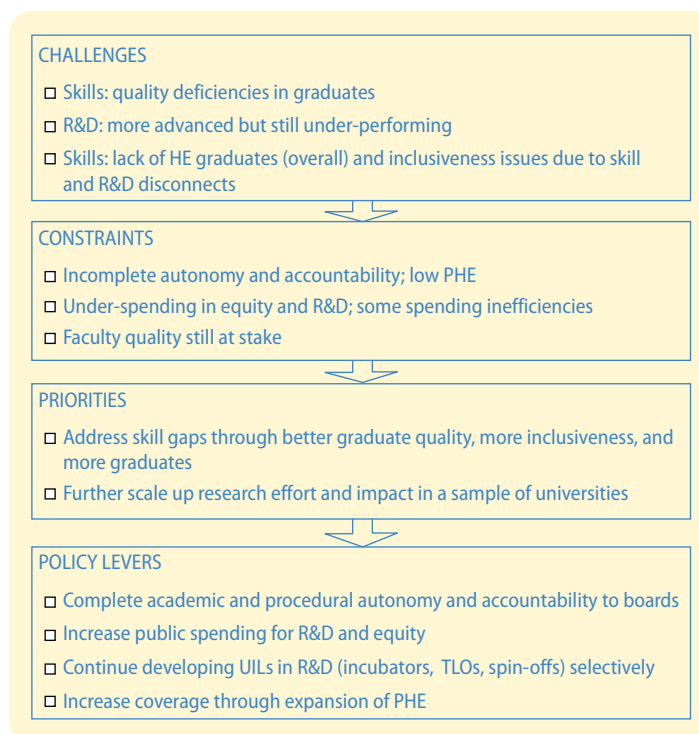 CHALLENGES
Skills: quality deficiencies in graduates
R&D: more advanced but still under-performing
Skills: lack of HE graduates (overall) and inclusiveness issues due to skill
and R&D disconnects
CONSTRAINTS
Incomplete autonomy and accountability; low PHE
Under-spending in equity and R&D; some spending inefficiencies
Faculty quality still at stake
PRIORITIES
Address skill gaps through better graduate quality, more inclusiveness, and
more graduates
Further scale up research effort and impact in a sample of universities
POLICY LEVERS
Complete academic and procedural autonomy and accountability to boards
Increase public spending for R&D and equity
Continue developing UILs in R&D (incubators, TLOs, spin-offs) selectively
Increase coverage through expansion of PHE